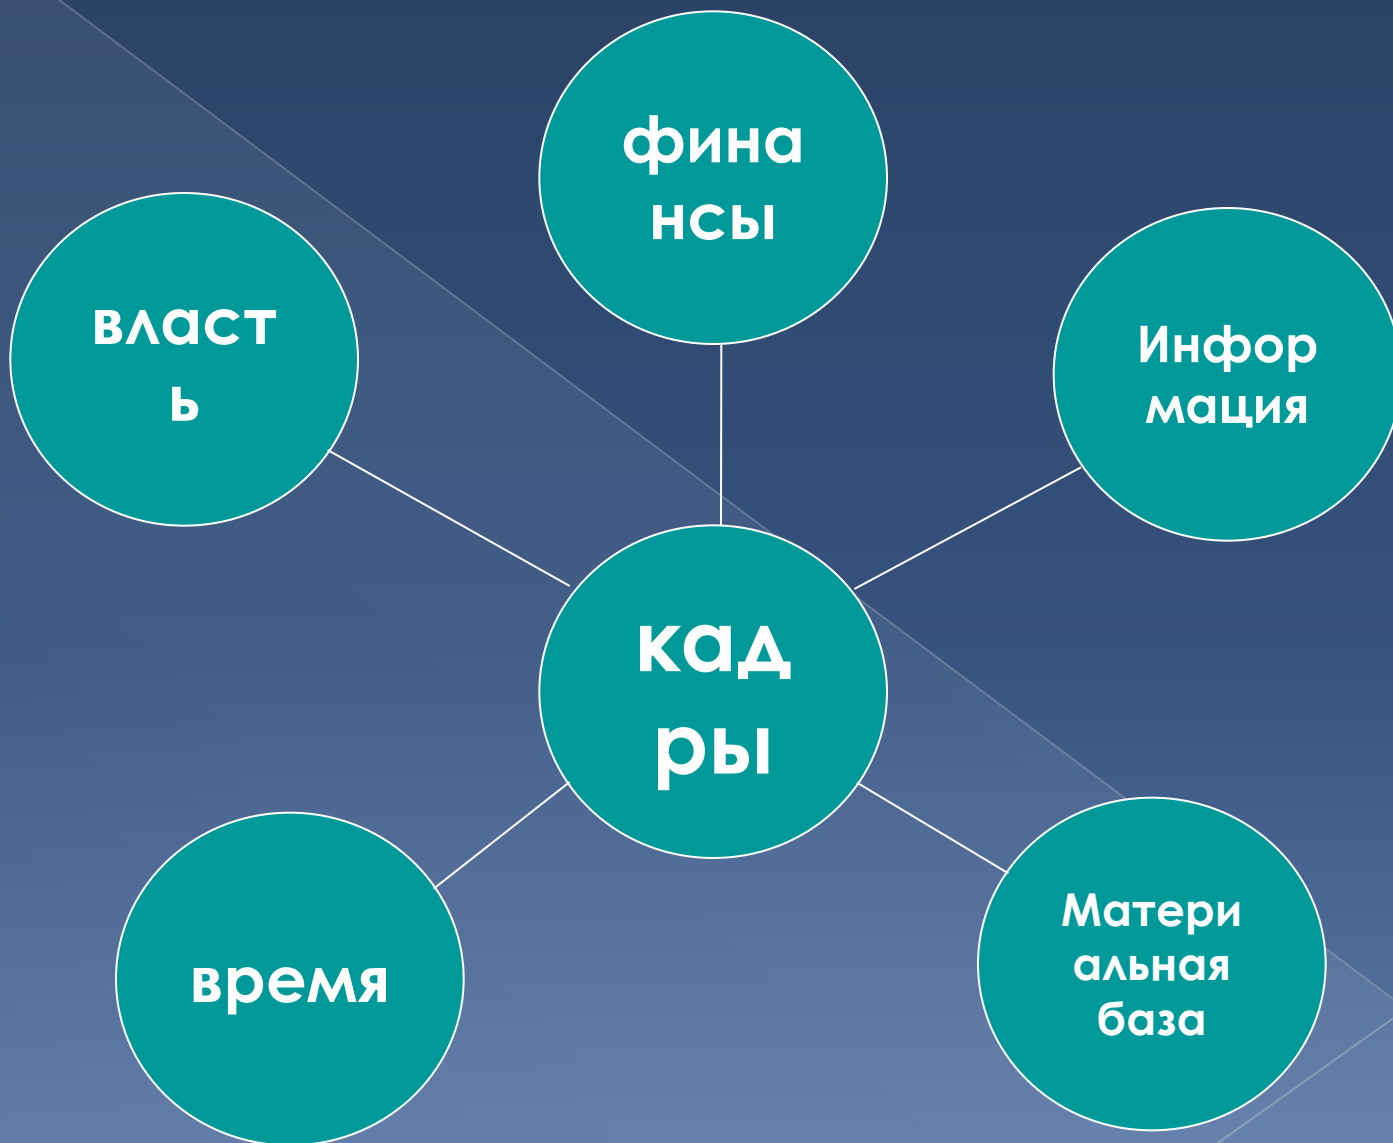 фина
нсы
власт
ь
Инфор
мация
кад
ры
время
Матери
альная
база